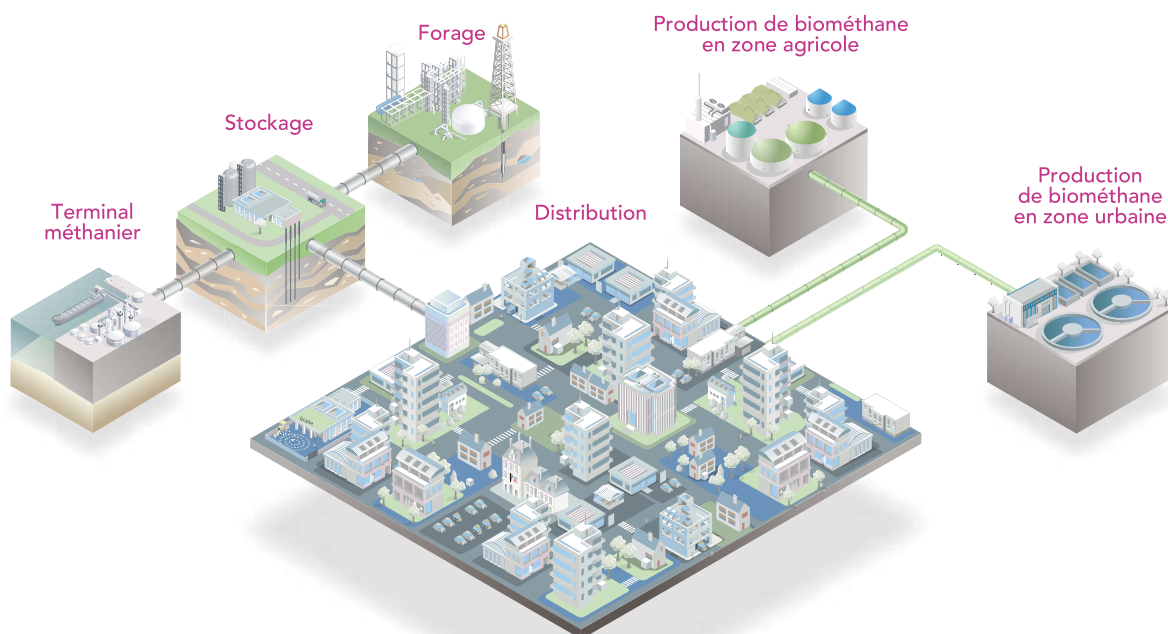 Forage
Production de biométhane
en zone agricole
Stockage
Production
de biométhane
en zone urbaine
Terminal
méthanier
Distribution